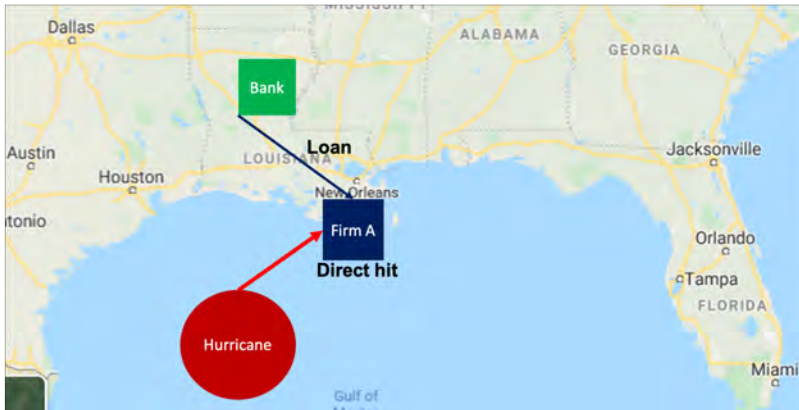 MISSISSIPPI
Dallas
ALABAMA
GEORGIA
Bank
Loan
Austin
LOUISIANA
Jacksonville
Houston
New Orleans
tonio
Firm A
Orlando
Direct hit
Tampa
FLORIDA
Hurricane
Miami
Gulf of